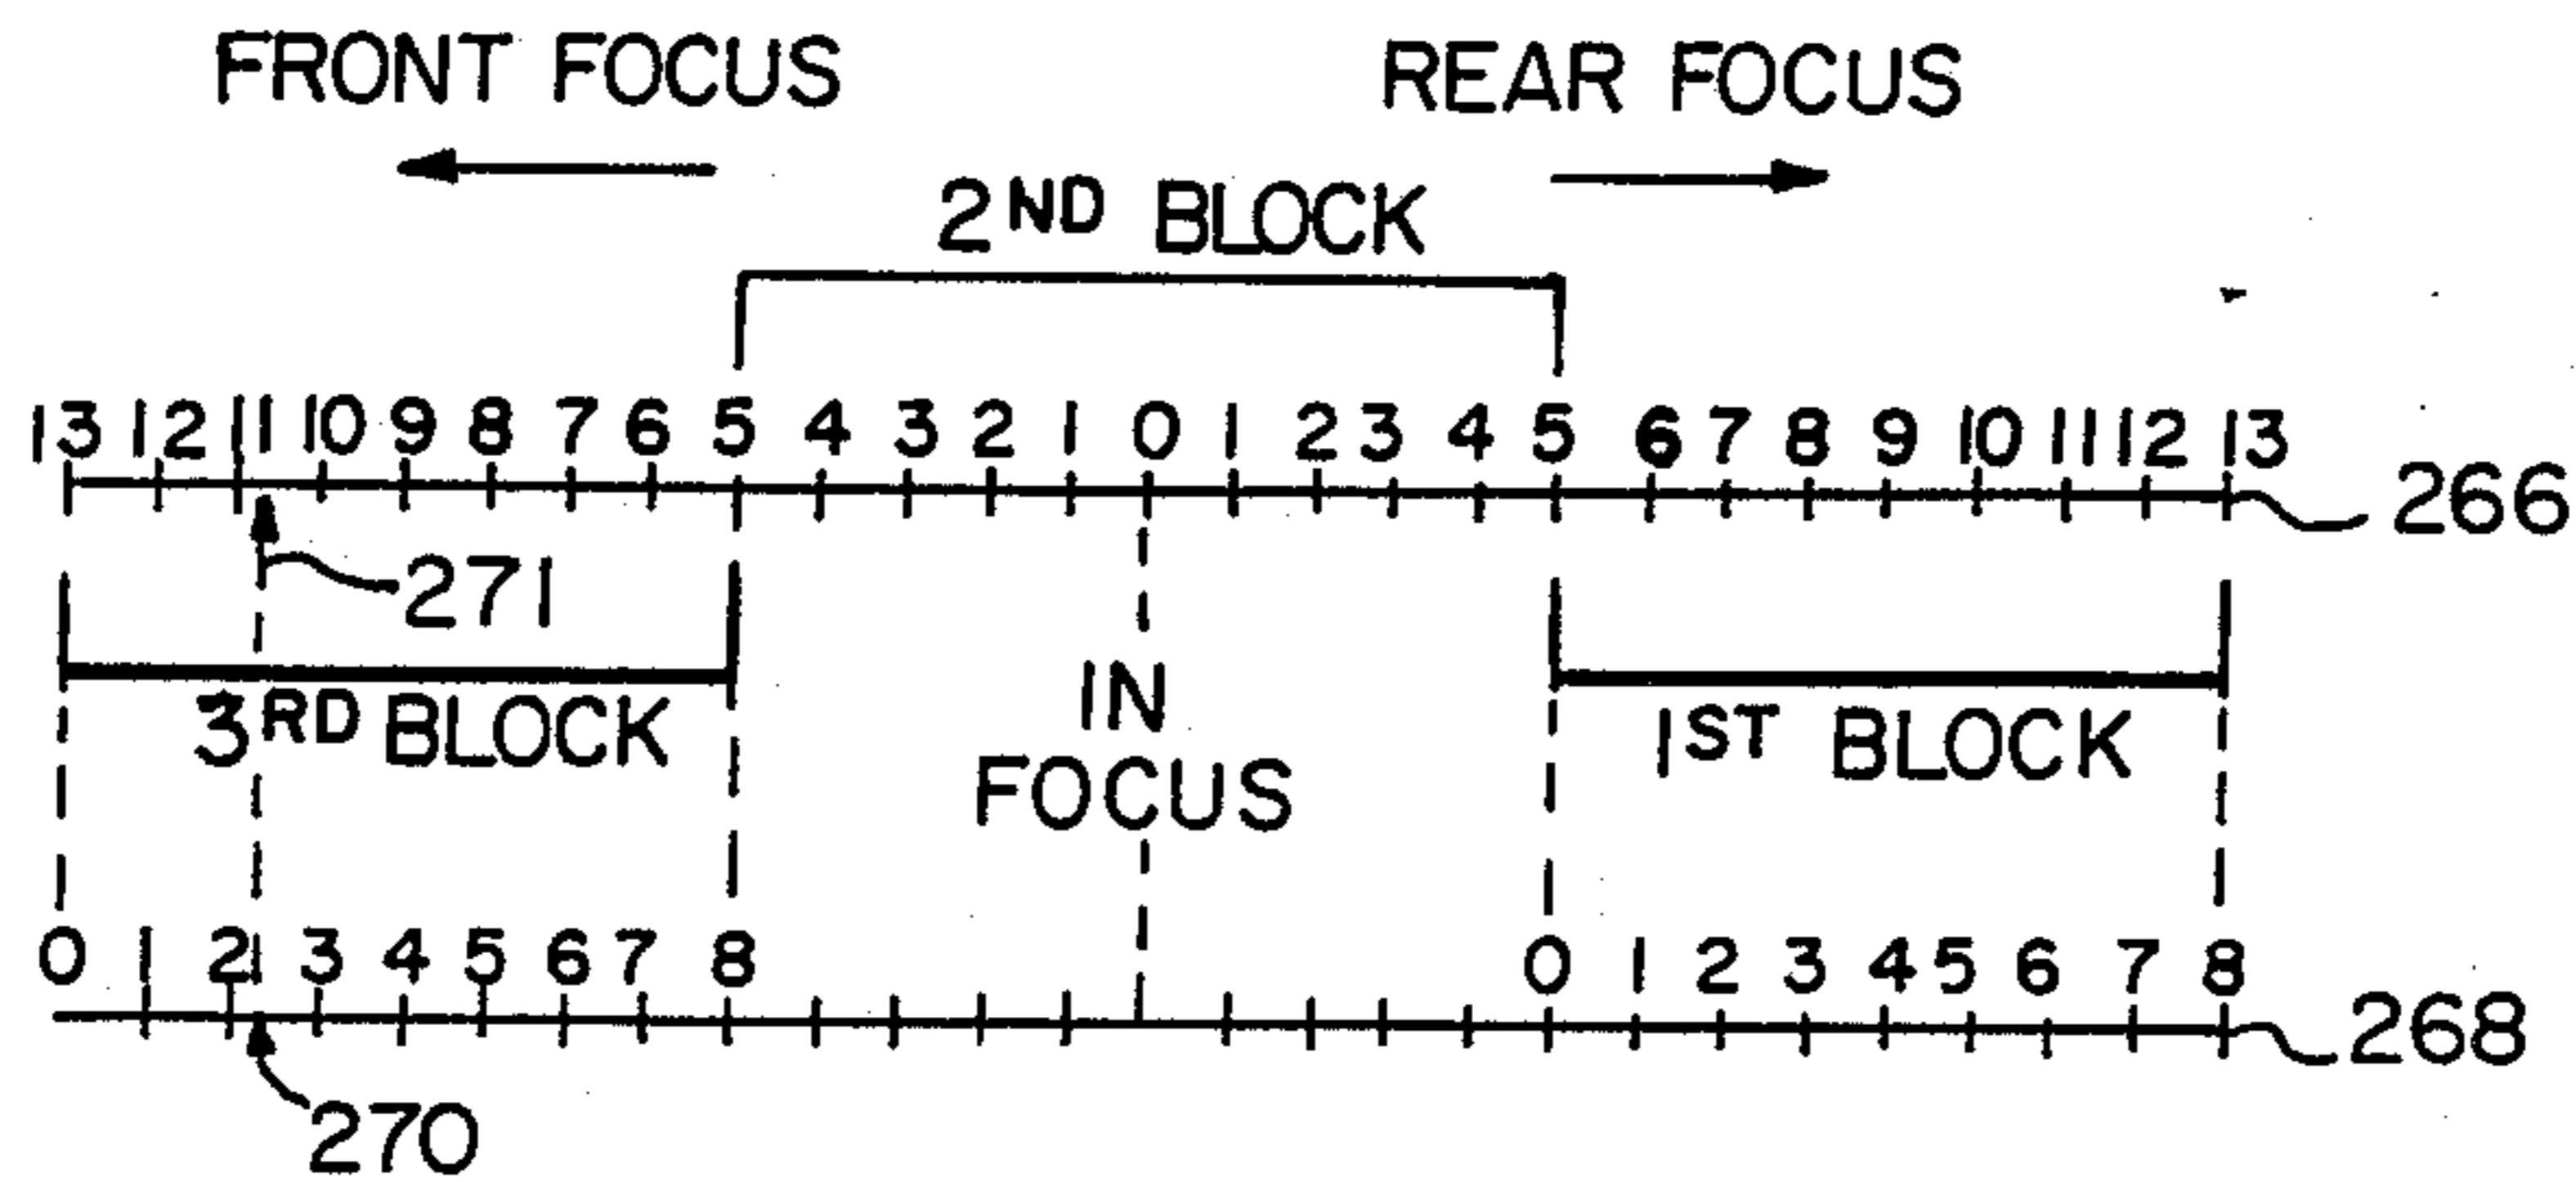 FRONT FOCUS
REAR FOCUS
2ND BLOCK
13 12 11 10 9 8 7 6 5 4 3 2 1 0 1 2 3 4 5 6 7 8 9 10 11 12 13
266
271
3RD BLOCK
IN
FOCUS
1ST BLOCK
0 1 2 3 4 5 6 7 8
0 1 2 3 4 5 6 7 8
268
270